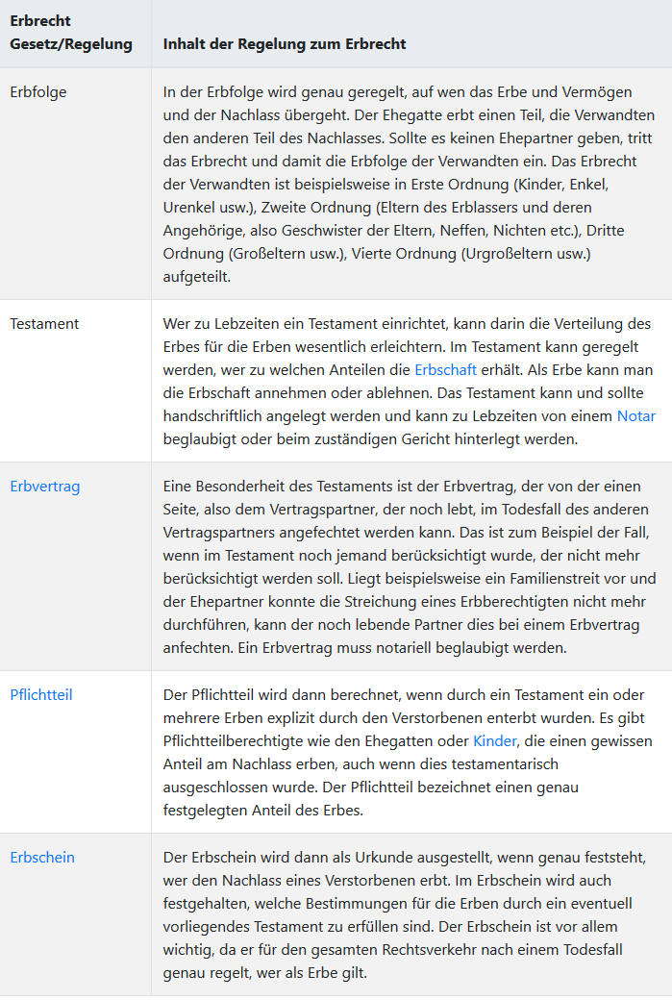 Erbrecht
Gesetz/Regelung
Inhalt der Regelung zum Erbrecht
Erbfolge
In der Erbfolge wird genau geregelt, auf wen das Erbe und Vermögen
und der Nachlass übergeht. Der Ehegatte erbt einen Teil, die Verwandten
den anderen Teil des Nachlasses. Sollte es keinen Ehepartner geben, tritt
das Erbrecht und damit die Erbfolge der Verwandten ein. Das Erbrecht
der Verwandten ist beispielsweise in Erste Ordnung (Kinder, Enkel,
Urenkel usw.), Zweite Ordnung (Eltern des Erblassers und deren
Angehörige, also Geschwister der Eltern, Neffen, Nichten etc.), Dritte
Ordnung (Großeltern usw.), Vierte Ordnung (Urgroßeltern usw.)
aufgeteilt.
Testament
Wer zu Lebzeiten ein Testament einrichtet, kann darin die Verteilung des
Erbes für die Erben wesentlich erleichtern. Im Testament kann geregelt
werden, wer zu welchen Anteilen die Erbschaft erhält. Als Erbe kann man
die Erbschaft annehmen oder ablehnen. Das Testament kann und sollte
handschriftlich angelegt werden und kann zu Lebzeiten von einem Notar
beglaubigt oder beim zuständigen Gericht hinterlegt werden.
Erbvertrag
Eine Besonderheit des Testaments ist der Erbvertrag, der von der einen
Seite, also dem Vertragspartner, der noch lebt, im Todesfall des anderen
Vertragspartners angefechtet werden kann. Das ist zum Beispiel der Fall,
wenn im Testament noch jemand berücksichtigt wurde, der nicht mehr
berücksichtigt werden soll. Liegt beispielsweise ein Familienstreit vor und
der Ehepartner konnte die Streichung eines Erbberechtigten nicht mehr
durchführen, kann der noch lebende Partner dies bei einem Erbvertrag
anfechten. Ein Erbvertrag muss notariell beglaubigt werden.
Pflichtteil
Der Pflichtteil wird dann berechnet, wenn durch ein Testament ein oder
mehrere Erben explizit durch den Verstorbenen enterbt wurden. Es gibt
Pflichtteilberechtigte wie den Ehegatten oder Kinder, die einen gewissen
Anteil am Nachlass erben, auch wenn dies testamentarisch
ausgeschlossen wurde. Der Pflichtteil bezeichnet einen genau
festgelegten Anteil des Erbes.
Erbschein
Der Erbschein wird dann als Urkunde ausgestellt, wenn genau feststeht,
wer den Nachlass eines Verstorbenen erbt. Im Erbschein wird auch
festgehalten, welche Bestimmungen für die Erben durch ein eventuell
vorliegendes Testament zu erfüllen sind. Der Erbschein ist vor allem
wichtig, da er für den gesamten Rechtsverkehr nach einem Todesfall
genau regelt, wer als Erbe gilt.